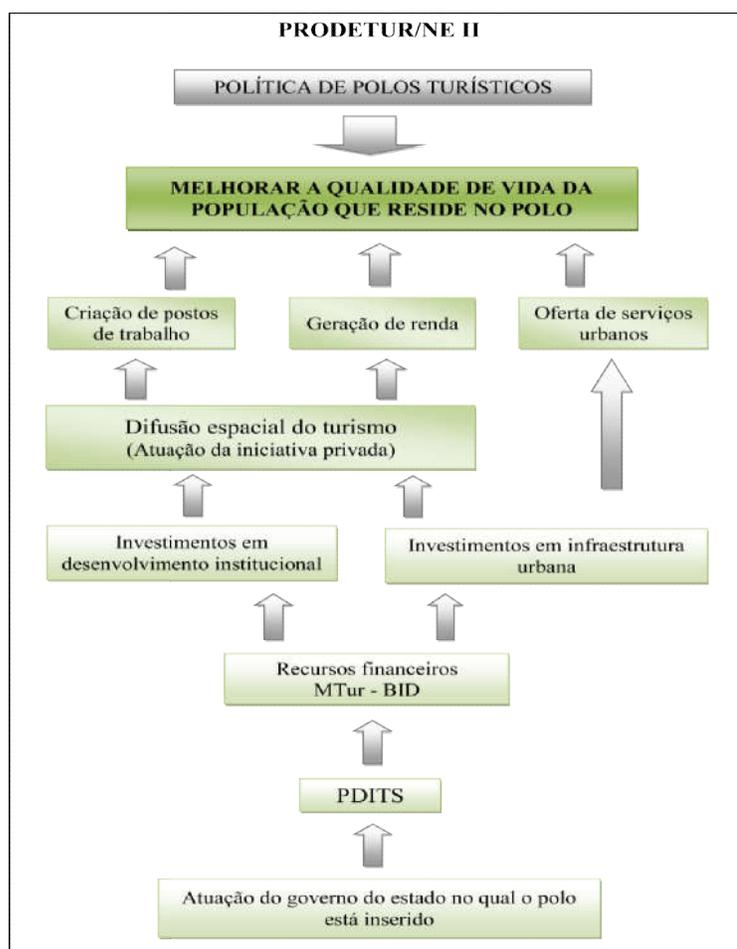 PRODETUR/NE II
POLÍTICA DE POLOS TURÍSTICOS
MELHORAR A QUALIDADE DE VIDA DA
POPULAÇÃO QUE RESIDE NO POLO
Criação de postos
de trabalho
Geração de renda
Oferta de serviços
urbanos
Difusão espacial do turismo
(Atuação da iniciativa privada)
Investimentos em
desenvolvimento institucional
Investimentos em infraestrutura
urbana
Recursos financeiros
MTur - BID
PDITS
Atuação do governo do estado no qual o polo
está inserido